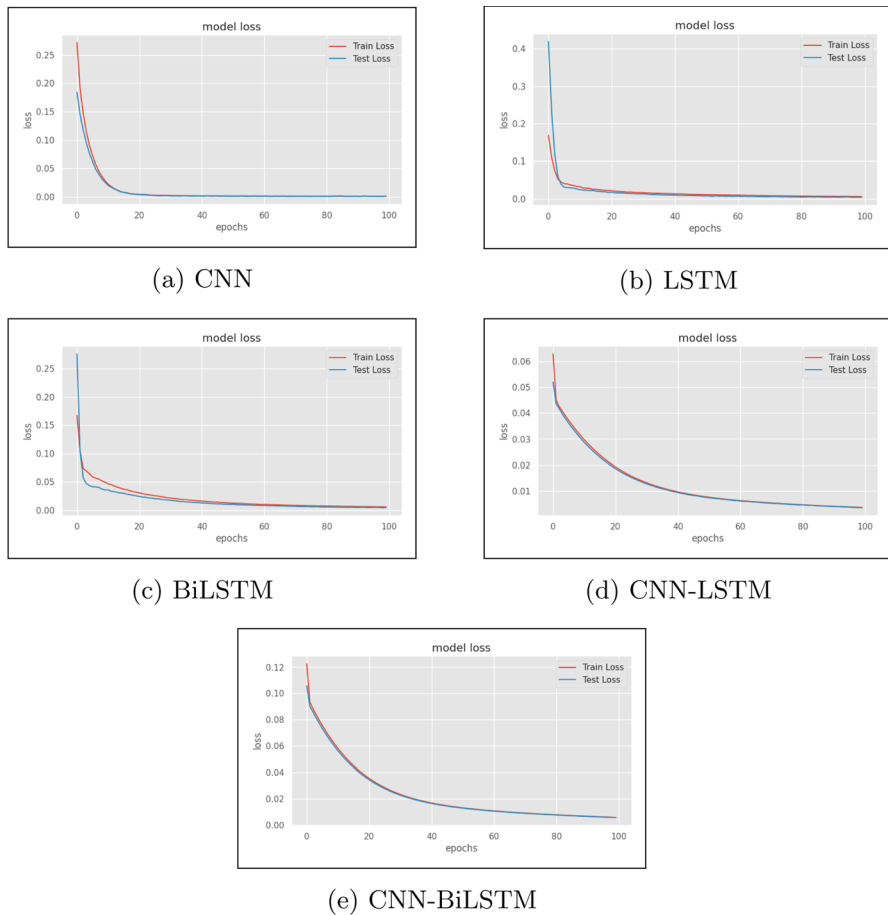 model loss
Train Loss
Test Loss
0.25
0.20
0.15
0.10
0.05
0.00
loss
0 20 40 60 80 100
epochs
(a) CNN
model loss
Train Loss
Test Loss
0.4
0.3
0.2
0.1
0.0
loss
0 20 40 60 80 100
epochs
(b) LSTM
model loss
Train Loss
Test Loss
0.25
0.20
0.15
0.10
0.05
0.00
loss
0 20 40 60 80 100
epochs
(c) BiLSTM
model loss
Train Loss
Test Loss
0.06
0.05
0.04
0.03
0.02
0.01
loss
0 20 40 60 80 100
epochs
(d) CNN-LSTM
model loss
Train Loss
Test Loss
0.12
0.10
0.08
0.06
0.04
0.02
0.00
loss
0 20 40 60 80 100
epochs
(e) CNN-BiLSTM